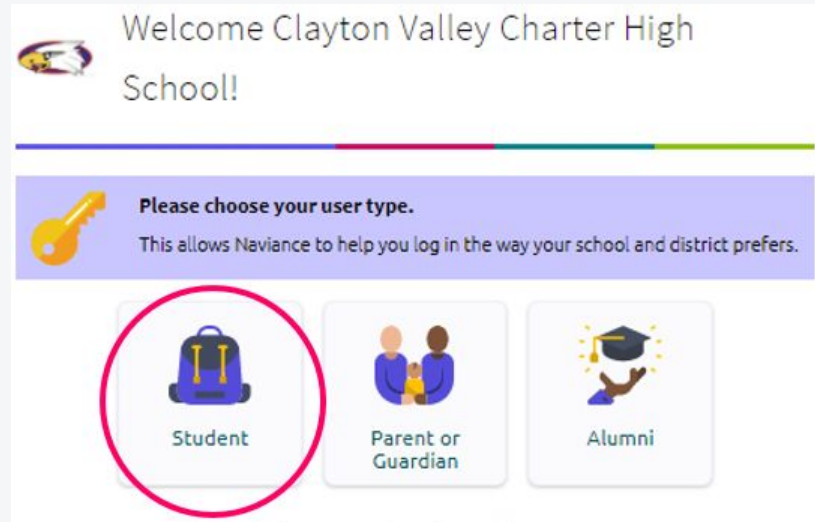 Welcome Clayton Valley Charter High
School!
Please choose your user type.
This allows Naviance to help you log in the way your school and district prefers.
Student
Parent or
Guardian
Alumni